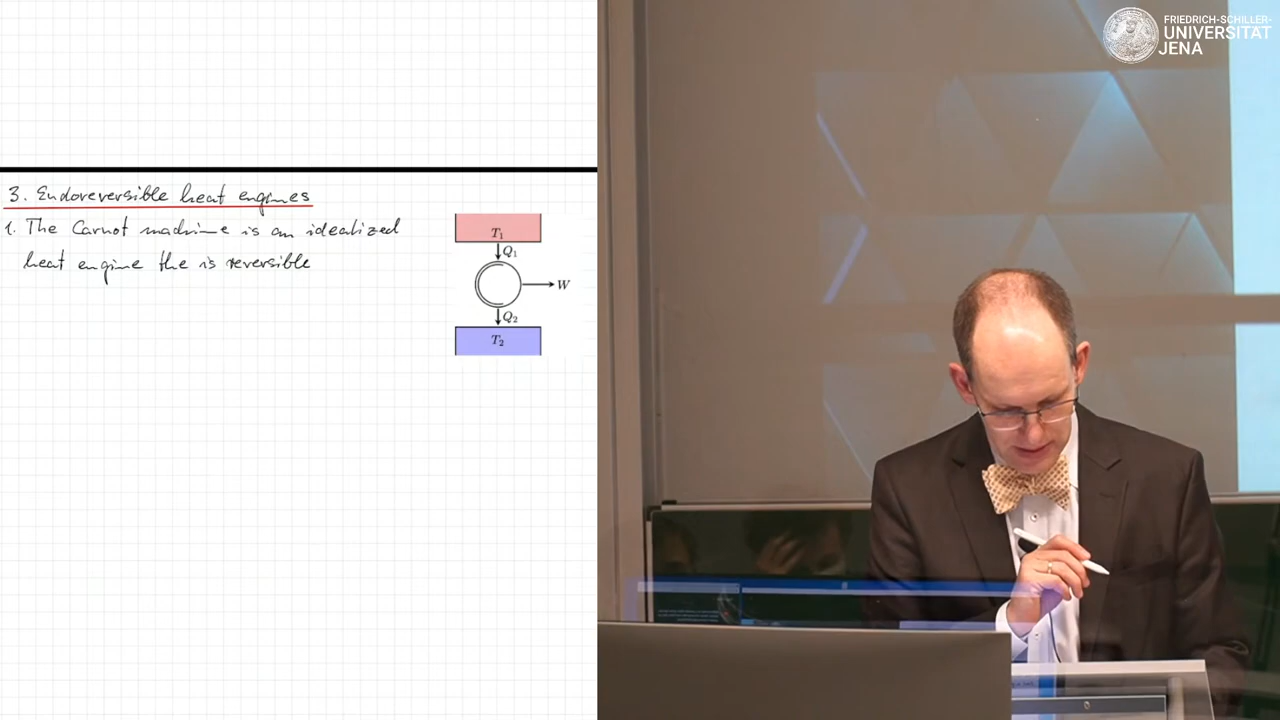 3. Endoreversible heat engines
1. The Carnot machine is an idealized
heat engine the is reversible
T₁
Q₁
W
Q₂
T₂
FRIEDRICH-SCHILLER-
UNIVERSITÄT
JENA